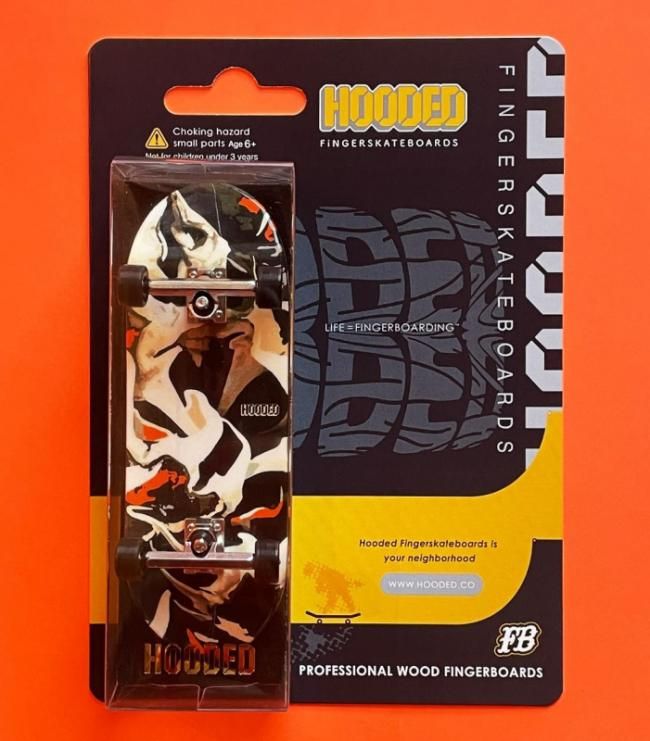 HOODED
FiNGERSKATEBOARDS
Choking hazard
small parts Age 6+
Not for children under 3 years
FINGERSKATEBOARDS
HOODED
LIFE = FINGERBOARDING™
HOODED
Hooded Fingerskateboards is
your neighborhood
WWW.HOODED.CO
FB
HOODED
PROFESSIONAL WOOD FINGERBOARDS